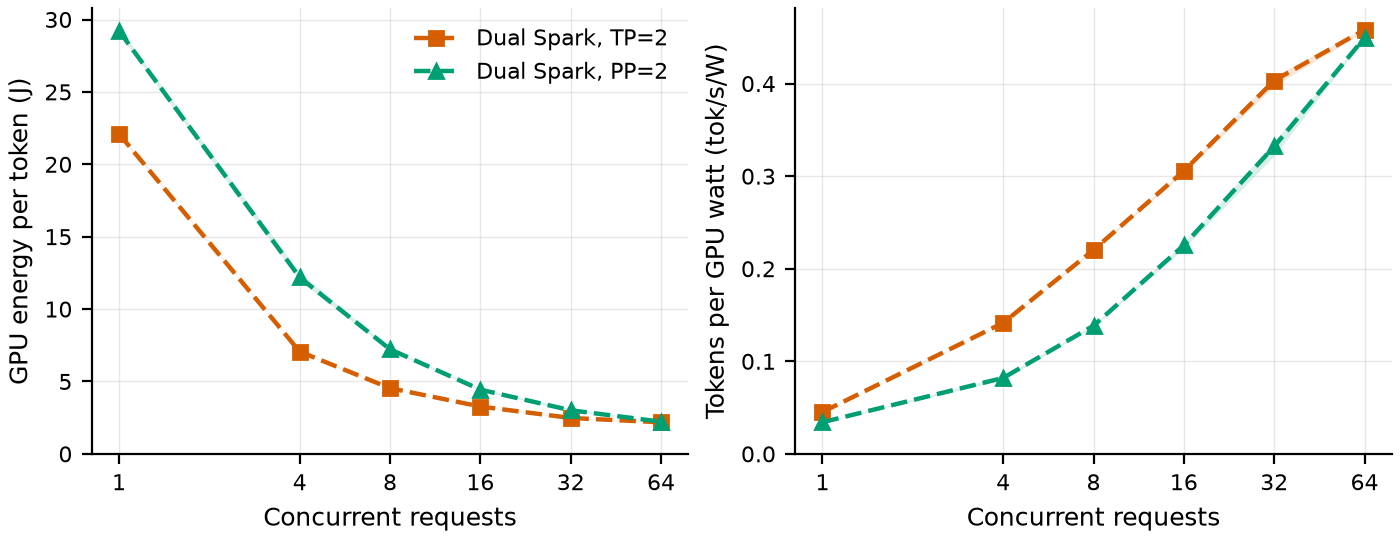 GPU energy per token (J)
30
25
20
15
10
5
0
Dual Spark, TP=2
Dual Spark, PP=2
1 4 8 16 32 64
Concurrent requests
Tokens per GPU watt (tok/s/W)
0.4
0.3
0.2
0.1
0.0
1 4 8 16 32 64
Concurrent requests